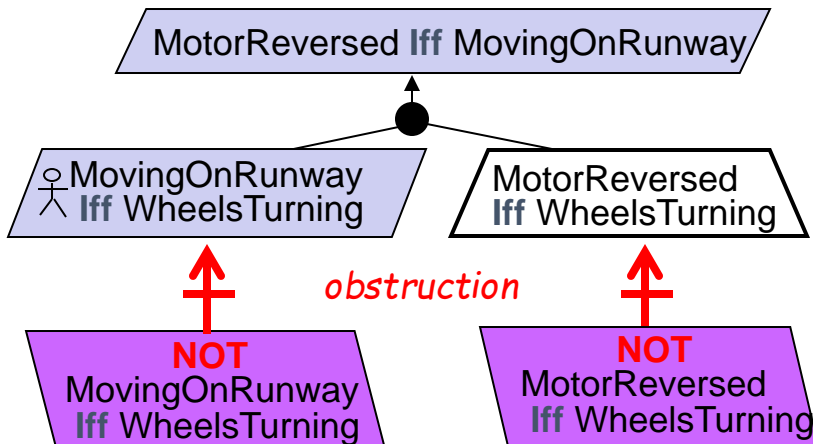 MotorReversed Iff MovingOnRunway
MovingOnRunway
Iff WheelsTurning
MotorReversed
Iff WheelsTurning
obstruction
NOT
MovingOnRunway
Iff WheelsTurning
NOT
MotorReversed
Iff WheelsTurning